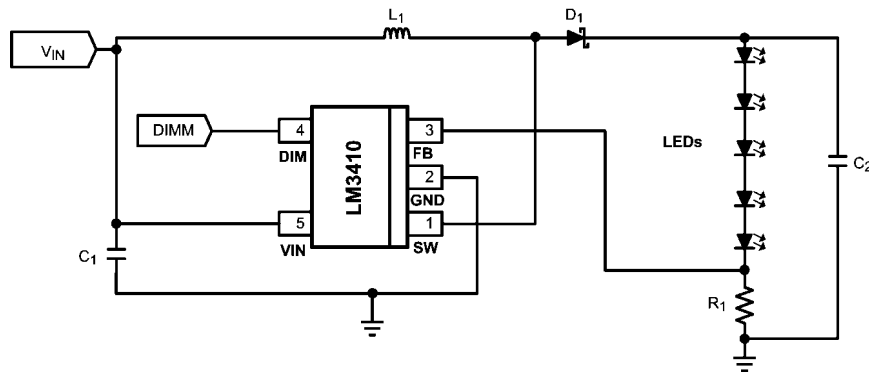 L1
D1
VIN
DIMM
4
3
DIM
FB
LEDs
LM3410
2
GND
C2
5
1
VIN
SW
C1
R1